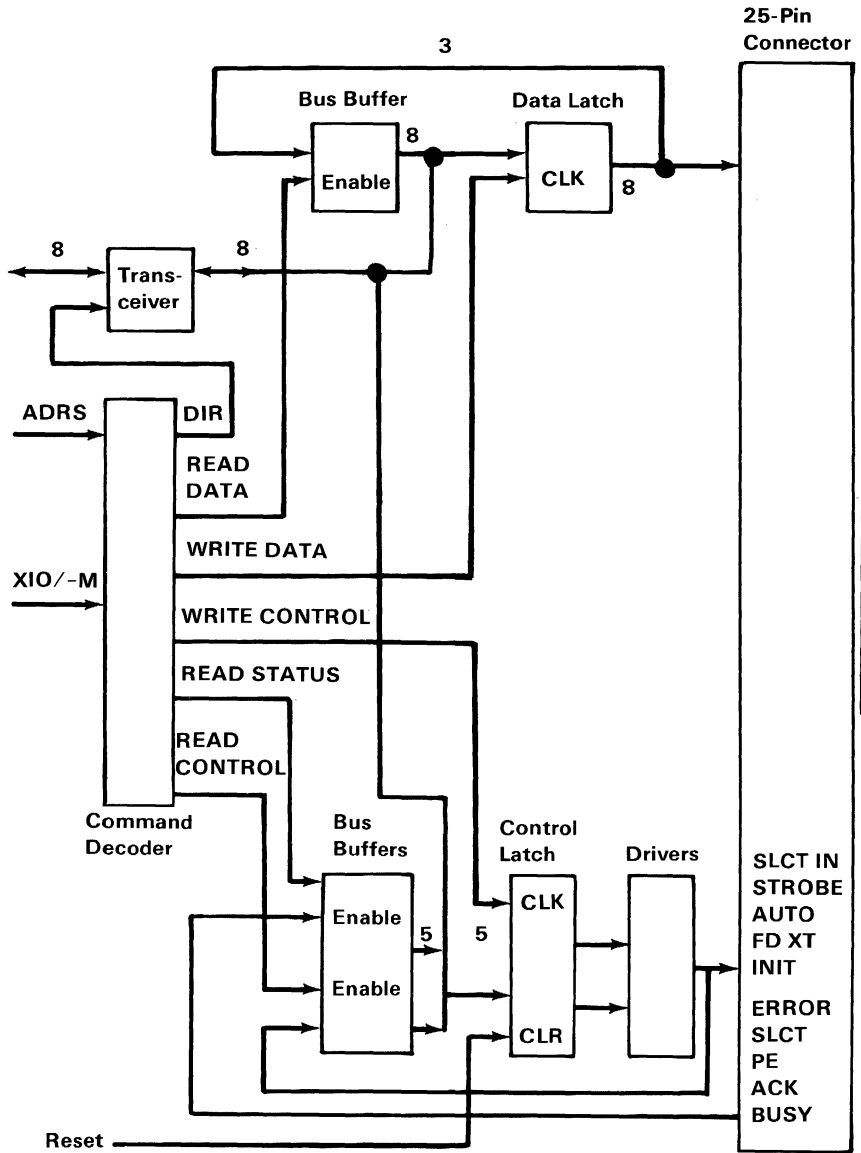 25-Pin
Connector
3
Bus Buffer
Data Latch
8
Enable
CLK
8
8
8
Trans-
ceiver
ADRS
DIR
READ
DATA
WRITE DATA
XIO/-M
WRITE CONTROL
READ STATUS
READ
CONTROL
Command
Decoder
Bus
Buffers
Control
Latch
Drivers
SLCT IN
STROBE
AUTO
FD XT
INIT
CLK
Enable
5
5
Enable
ERROR
SLCT
PE
ACK
BUSY
CLR
Reset